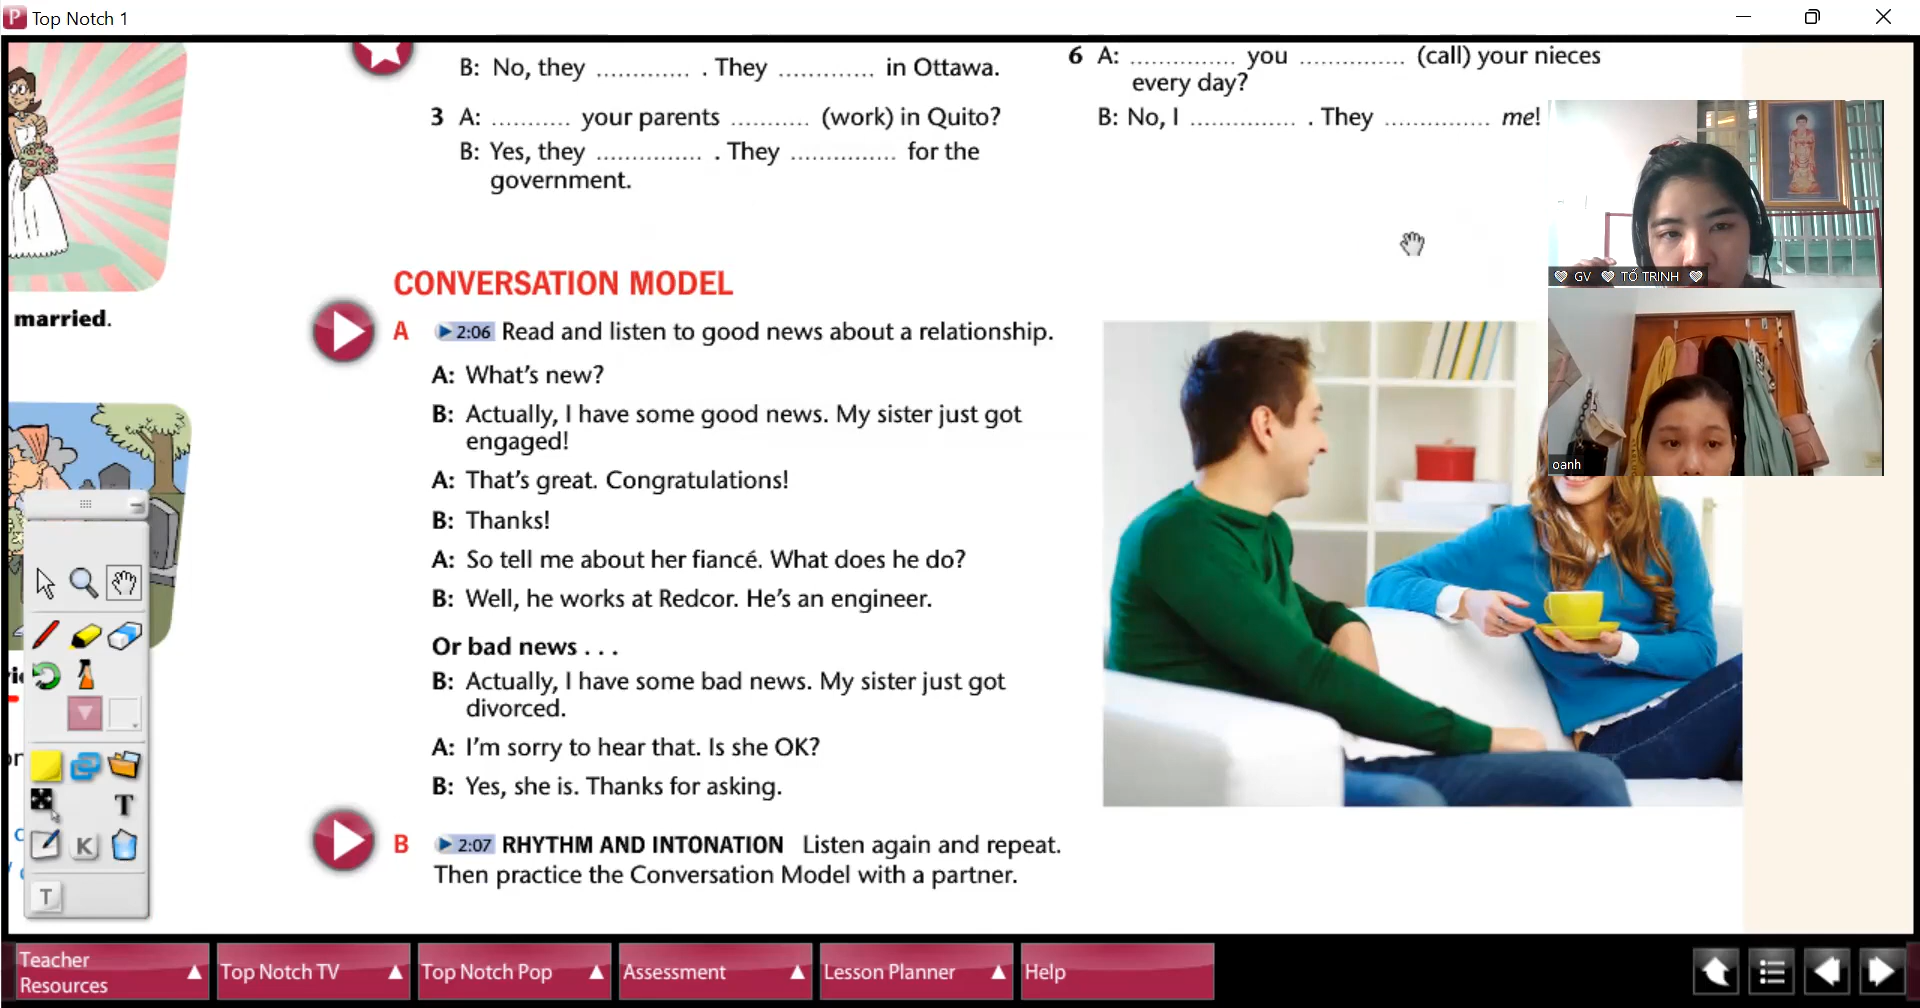 Top Notch 1
B: No, they .............. . They .............. in Ottawa.
3 A: ........... your parents ........... (work) in Quito?
B: Yes, they ............... . They ............... for the
government.
6 A: ............... you ............... (call) your nieces
every day?
B: No, I ............... . They ............... me!
GV TỐ TRINH
oanh
married.
CONVERSATION MODEL
A 2:06 Read and listen to good news about a relationship.
A: What's new?
B: Actually, I have some good news. My sister just got
engaged!
A: That's great. Congratulations!
B: Thanks!
A: So tell me about her fiancé. What does he do?
B: Well, he works at Redcor. He's an engineer.
Or bad news . . .
B: Actually, I have some bad news. My sister just got
divorced.
A: I'm sorry to hear that. Is she OK?
B: Yes, she is. Thanks for asking.
B 2:07 RHYTHM AND INTONATION Listen again and repeat.
Then practice the Conversation Model with a partner.
T
K
T
Teacher
Resources
Top Notch TV
Top Notch Pop
Assessment
Lesson Planner
Help